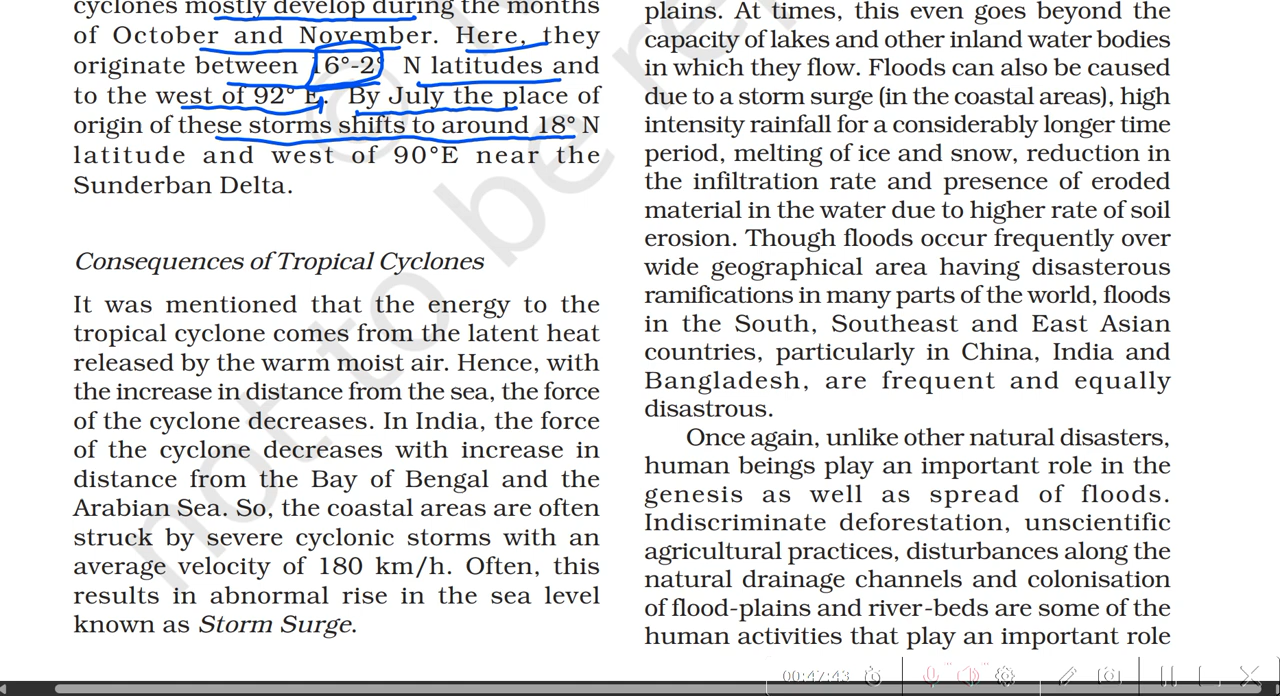 cyclones mostly develop during the months
of October and November. Here, they
originate between 16°-2° N latitudes and
to the west of 92° E. By July the place of
origin of these storms shifts to around 18° N
latitude and west of 90°E near the
Sunderban Delta.
Consequences of Tropical Cyclones
It was mentioned that the energy to the
tropical cyclone comes from the latent heat
released by the warm moist air. Hence, with
the increase in distance from the sea, the force
of the cyclone decreases. In India, the force
of the cyclone decreases with increase in
distance from the Bay of Bengal and the
Arabian Sea. So, the coastal areas are often
struck by severe cyclonic storms with an
average velocity of 180 km/h. Often, this
results in abnormal rise in the sea level
known as Storm Surge.
plains. At times, this even goes beyond the
capacity of lakes and other inland water bodies
in which they flow. Floods can also be caused
due to a storm surge (in the coastal areas), high
intensity rainfall for a considerably longer time
period, melting of ice and snow, reduction in
the infiltration rate and presence of eroded
material in the water due to higher rate of soil
erosion. Though floods occur frequently over
wide geographical area having disasterous
ramifications in many parts of the world, floods
in the South, Southeast and East Asian
countries, particularly in China, India and
Bangladesh, are frequent and equally
disastrous.
Once again, unlike other natural disasters,
human beings play an important role in the
genesis as well as spread of floods.
Indiscriminate deforestation, unscientific
agricultural practices, disturbances along the
natural drainage channels and colonisation
of flood-plains and river-beds are some of the
human activities that play an important role
not to be re
00:47:43